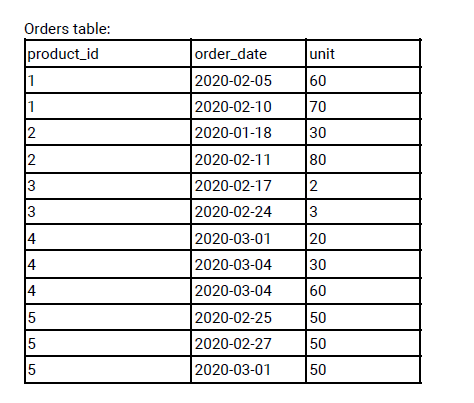 Orders table:
product_id order_date unit
1 2020-02-05 60
1 2020-02-10 70
2 2020-01-18 30
2 2020-02-11 80
3 2020-02-17 2
3 2020-02-24 3
4 2020-03-01 20
4 2020-03-04 30
4 2020-03-04 60
5 2020-02-25 50
5 2020-02-27 50
5 2020-03-01 50